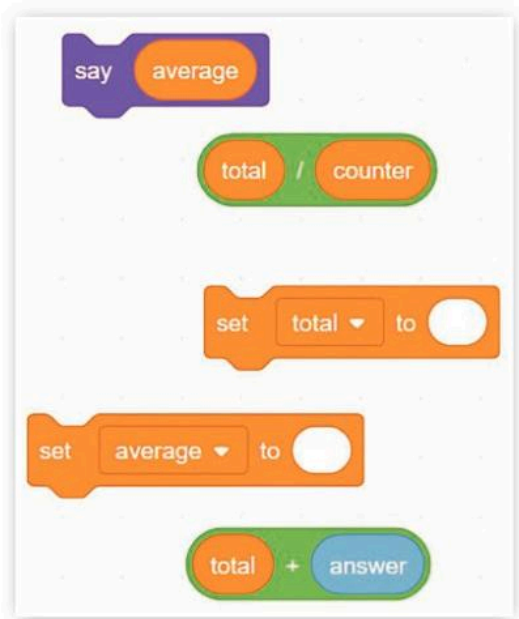 say average
total / counter
set total to
set average to
total + answer